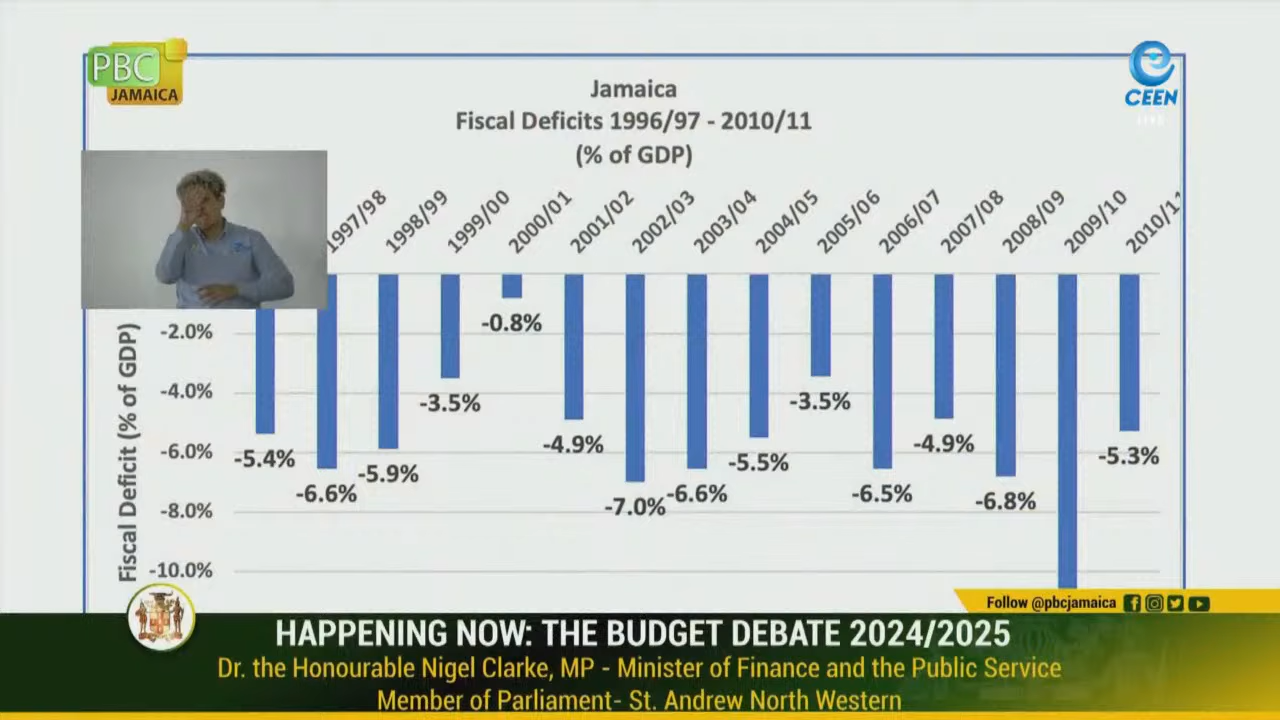 PBC
JAMAICA
CEEN
LIVE
Jamaica
Fiscal Deficits 1996/97 - 2010/11
(% of GDP)
1997/98
1998/99
1999/00
2000/01
2001/02
2002/03
2003/04
2004/05
2005/06
2006/07
2007/08
2008/09
2009/10
2010/11
Fiscal Deficit (% of GDP)
-2.0%
-4.0%
-6.0%
-8.0%
-10.0%
-5.4%
-6.6%
-5.9%
-3.5%
-0.8%
-4.9%
-7.0%
-6.6%
-5.5%
-3.5%
-6.5%
-4.9%
-6.8%
-5.3%
Follow @pbcjamaica
HAPPENING NOW: THE BUDGET DEBATE 2024/2025
Dr. the Honourable Nigel Clarke, MP - Minister of Finance and the Public Service
Member of Parliament- St. Andrew North Western